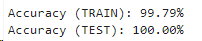 Accuracy (TRAIN): 99.79%
Accuracy (TEST): 100.00%